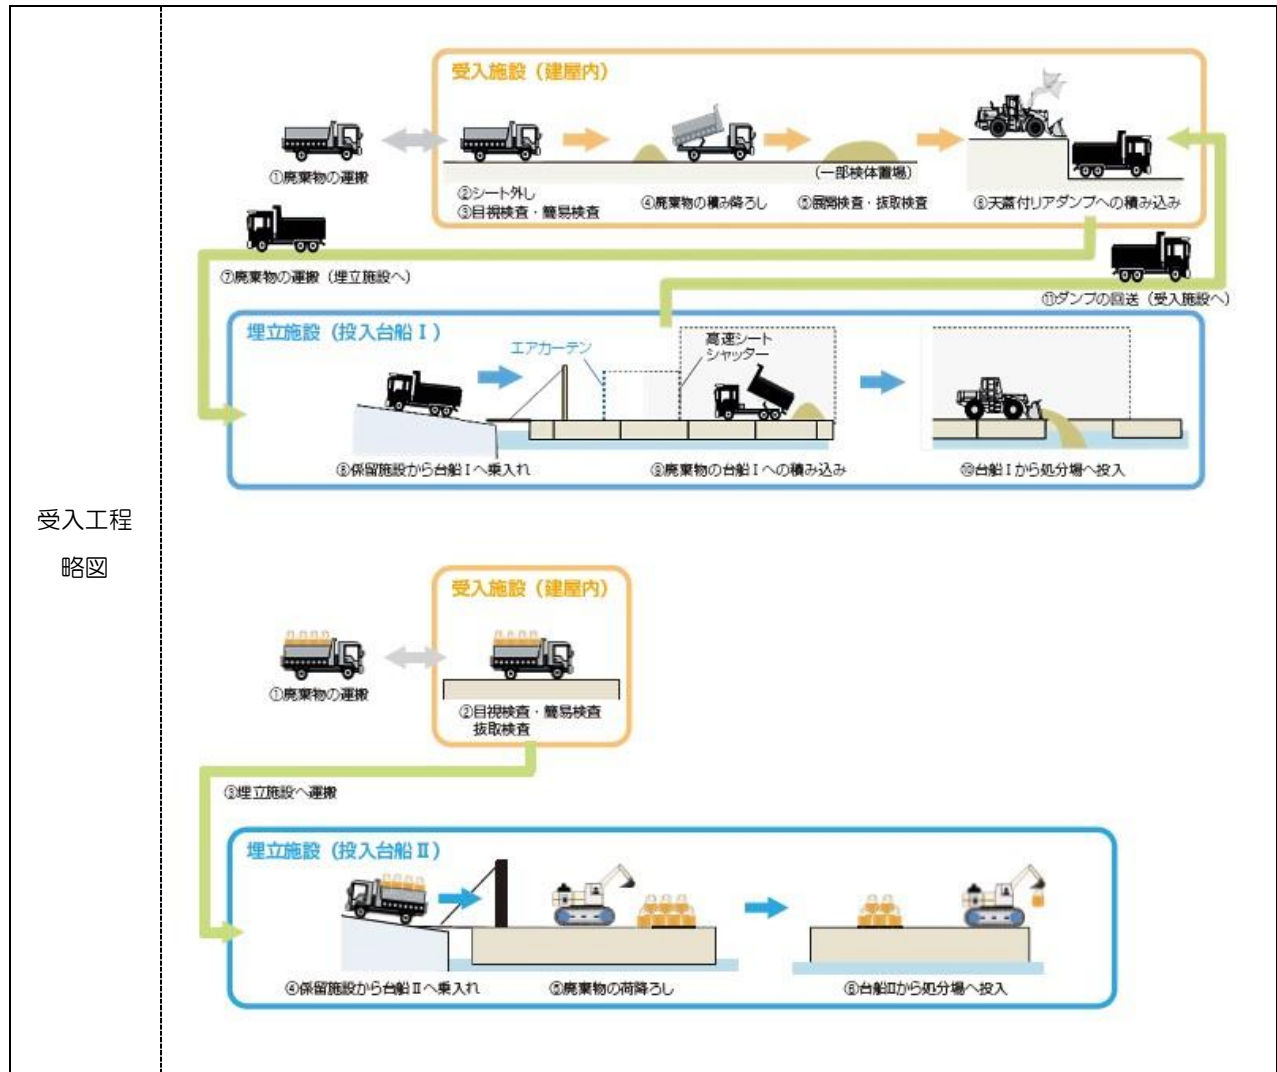 受入工程
略図
受入施設（建屋内）
①廃棄物の運搬
②シート外し
③目視検査・簡易検査
④廃棄物の積み降ろし
（一部検体置場）
⑤展開検査・抜取検査
⑥天蓋付リアダンプへの積み込み
⑦廃棄物の運搬（埋立施設へ）
⑪ダンプの回送（受入施設へ）
埋立施設（投入台船Ⅰ）
エアカーテン
高速シート
シャッター
⑧係留施設から台船Ⅰへ乗入れ
⑨廃棄物の台船Ⅰへの積み込み
⑩台船Ⅰから処分場へ投入
受入施設（建屋内）
①廃棄物の運搬
②目視検査・簡易検査
抜取検査
③埋立施設へ運搬
埋立施設（投入台船Ⅱ）
④係留施設から台船Ⅱへ乗入れ
⑤廃棄物の荷降ろし
⑥台船Ⅱから処分場へ投入